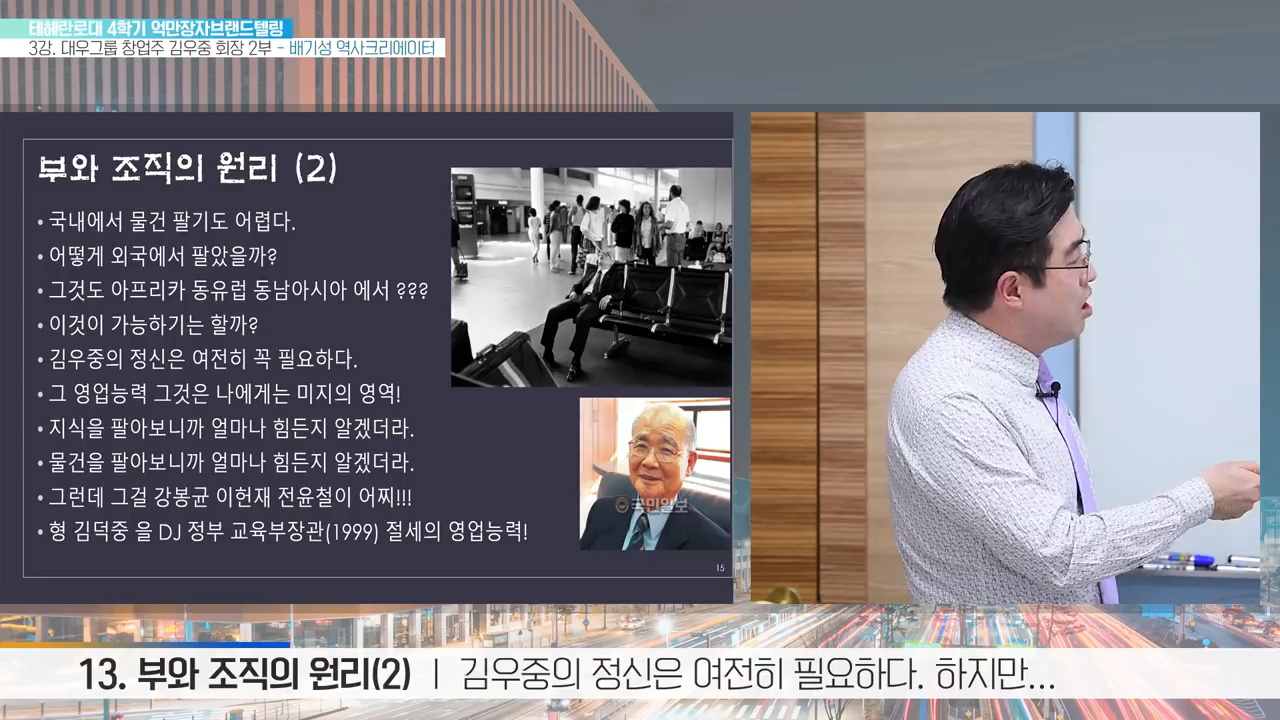 테헤란로대 4학기 억만장자브랜드텔링
3강. 대우그룹 창업주 김우중 회장 2부 - 배기성 역사크리에이터
부와 조직의 원리 (2)
• 국내에서 물건 팔기도 어렵다.
• 어떻게 외국에서 팔았을까?
• 그것도 아프리카 동유럽 동남아시아 에서 ???
• 이것이 가능하기는 할까?
• 김우중의 정신은 여전히 꼭 필요하다.
• 그 영업능력 그것은 나에게는 미지의 영역!
• 지식을 팔아보니까 얼마나 힘든지 알겠더라.
• 물건을 팔아보니까 얼마나 힘든지 알겠더라.
• 그런데 그걸 강봉균 이헌재 전윤철이 어찌!!!
• 형 김덕중 을 DJ 정부 교육부장관(1999) 절세의 영업능력!
국민일보
15
13. 부와 조직의 원리(2) | 김우중의 정신은 여전히 필요하다. 하지만...